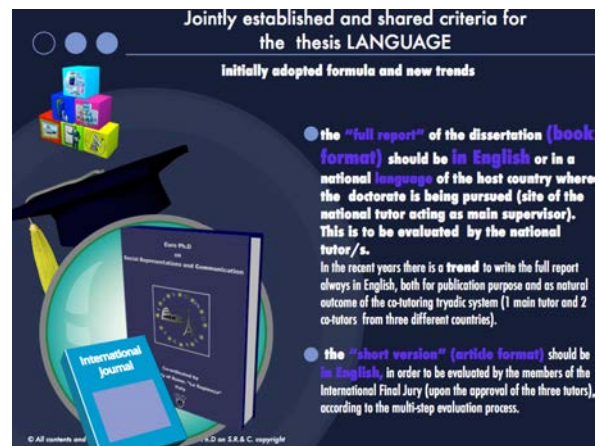 Jointly established and shared criteria for
the thesis LANGUAGE
initially adopted formula and new trends
the "full report" of the dissertation (book
format) should be in English or in a
national language of the host country where
the doctorate is being pursued (site of the
national tutor acting as main supervisor).
This is to be evaluated by the national
tutor/s.
In the recent years there is a trend to write the full report
always in English, both for publication purpose and as natural
outcome of the co-tutoring tryadic system (1 main tutor and 2
co-tutors from three different countries).
the "short version" (article format) should be
in English, in order to be evaluated by the members of the
International Final Jury (upon the approval of the three tutors),
according to the multi-step evaluation process.
Euro Ph.D
on
Social Representations and Communication
Coordinated by
of Rome, "La Sapienza"
Italy
International
Journal
© All contents and
.D on S.R.& C. copyright